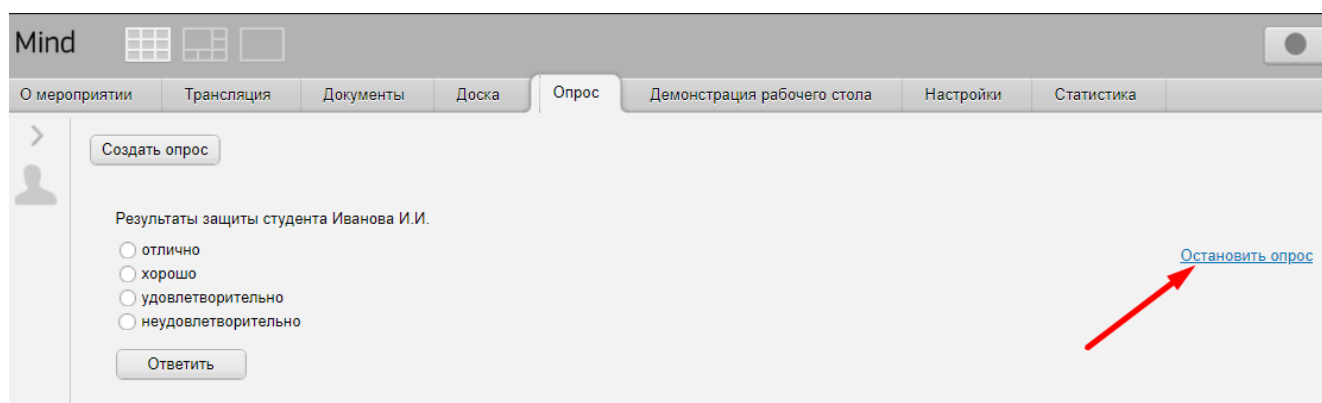 Mind
О мероприятии Трансляция Документы Доска Опрос Демонстрация рабочего стола Настройки Статистика
Создать опрос
Результаты защиты студента Иванова И.И.
отлично
Остановить опрос
хорошо
удовлетворительно
неудовлетворительно
Ответить